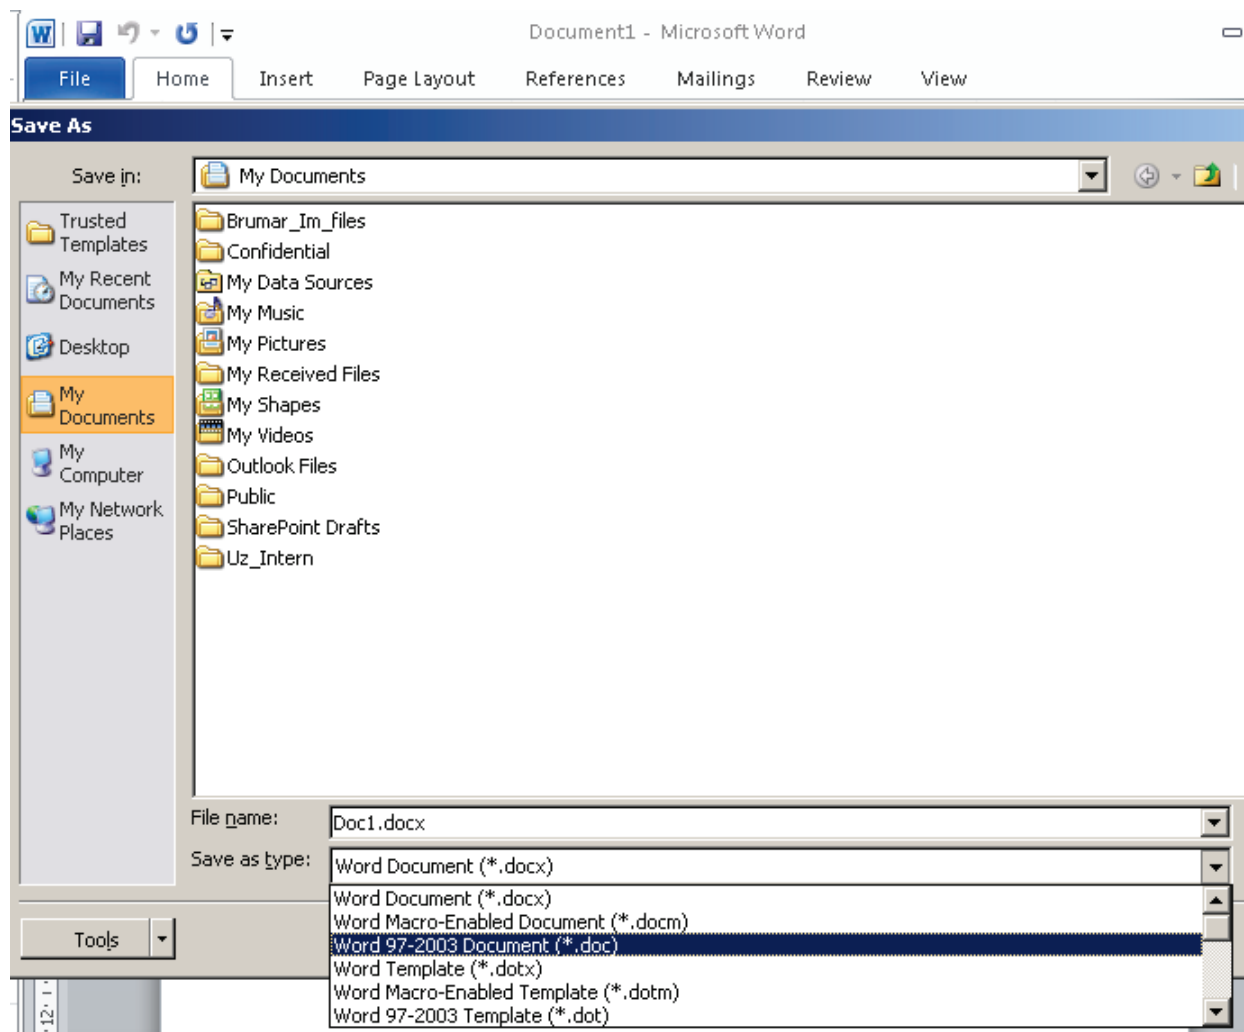 Document1 - Microsoft Word
File Home Insert Page Layout References Mailings Review View
Save As
Save in: My Documents
Trusted
Templates
My Recent
Documents
Desktop
My
Documents
My
Computer
My Network
Places
Brumar_Im_files
Confidential
My Data Sources
My Music
My Pictures
My Received Files
My Shapes
My Videos
Outlook Files
Public
SharePoint Drafts
Uz_Intern
File name: Doc1.docx
Save as type: Word Document (*.docx)
Word Document (*.docx)
Word Macro-Enabled Document (*.docm)
Word 97-2003 Document (*.doc)
Word Template (*.dotx)
Word Macro-Enabled Template (*.dotm)
Word 97-2003 Template (*.dot)
Tools
12